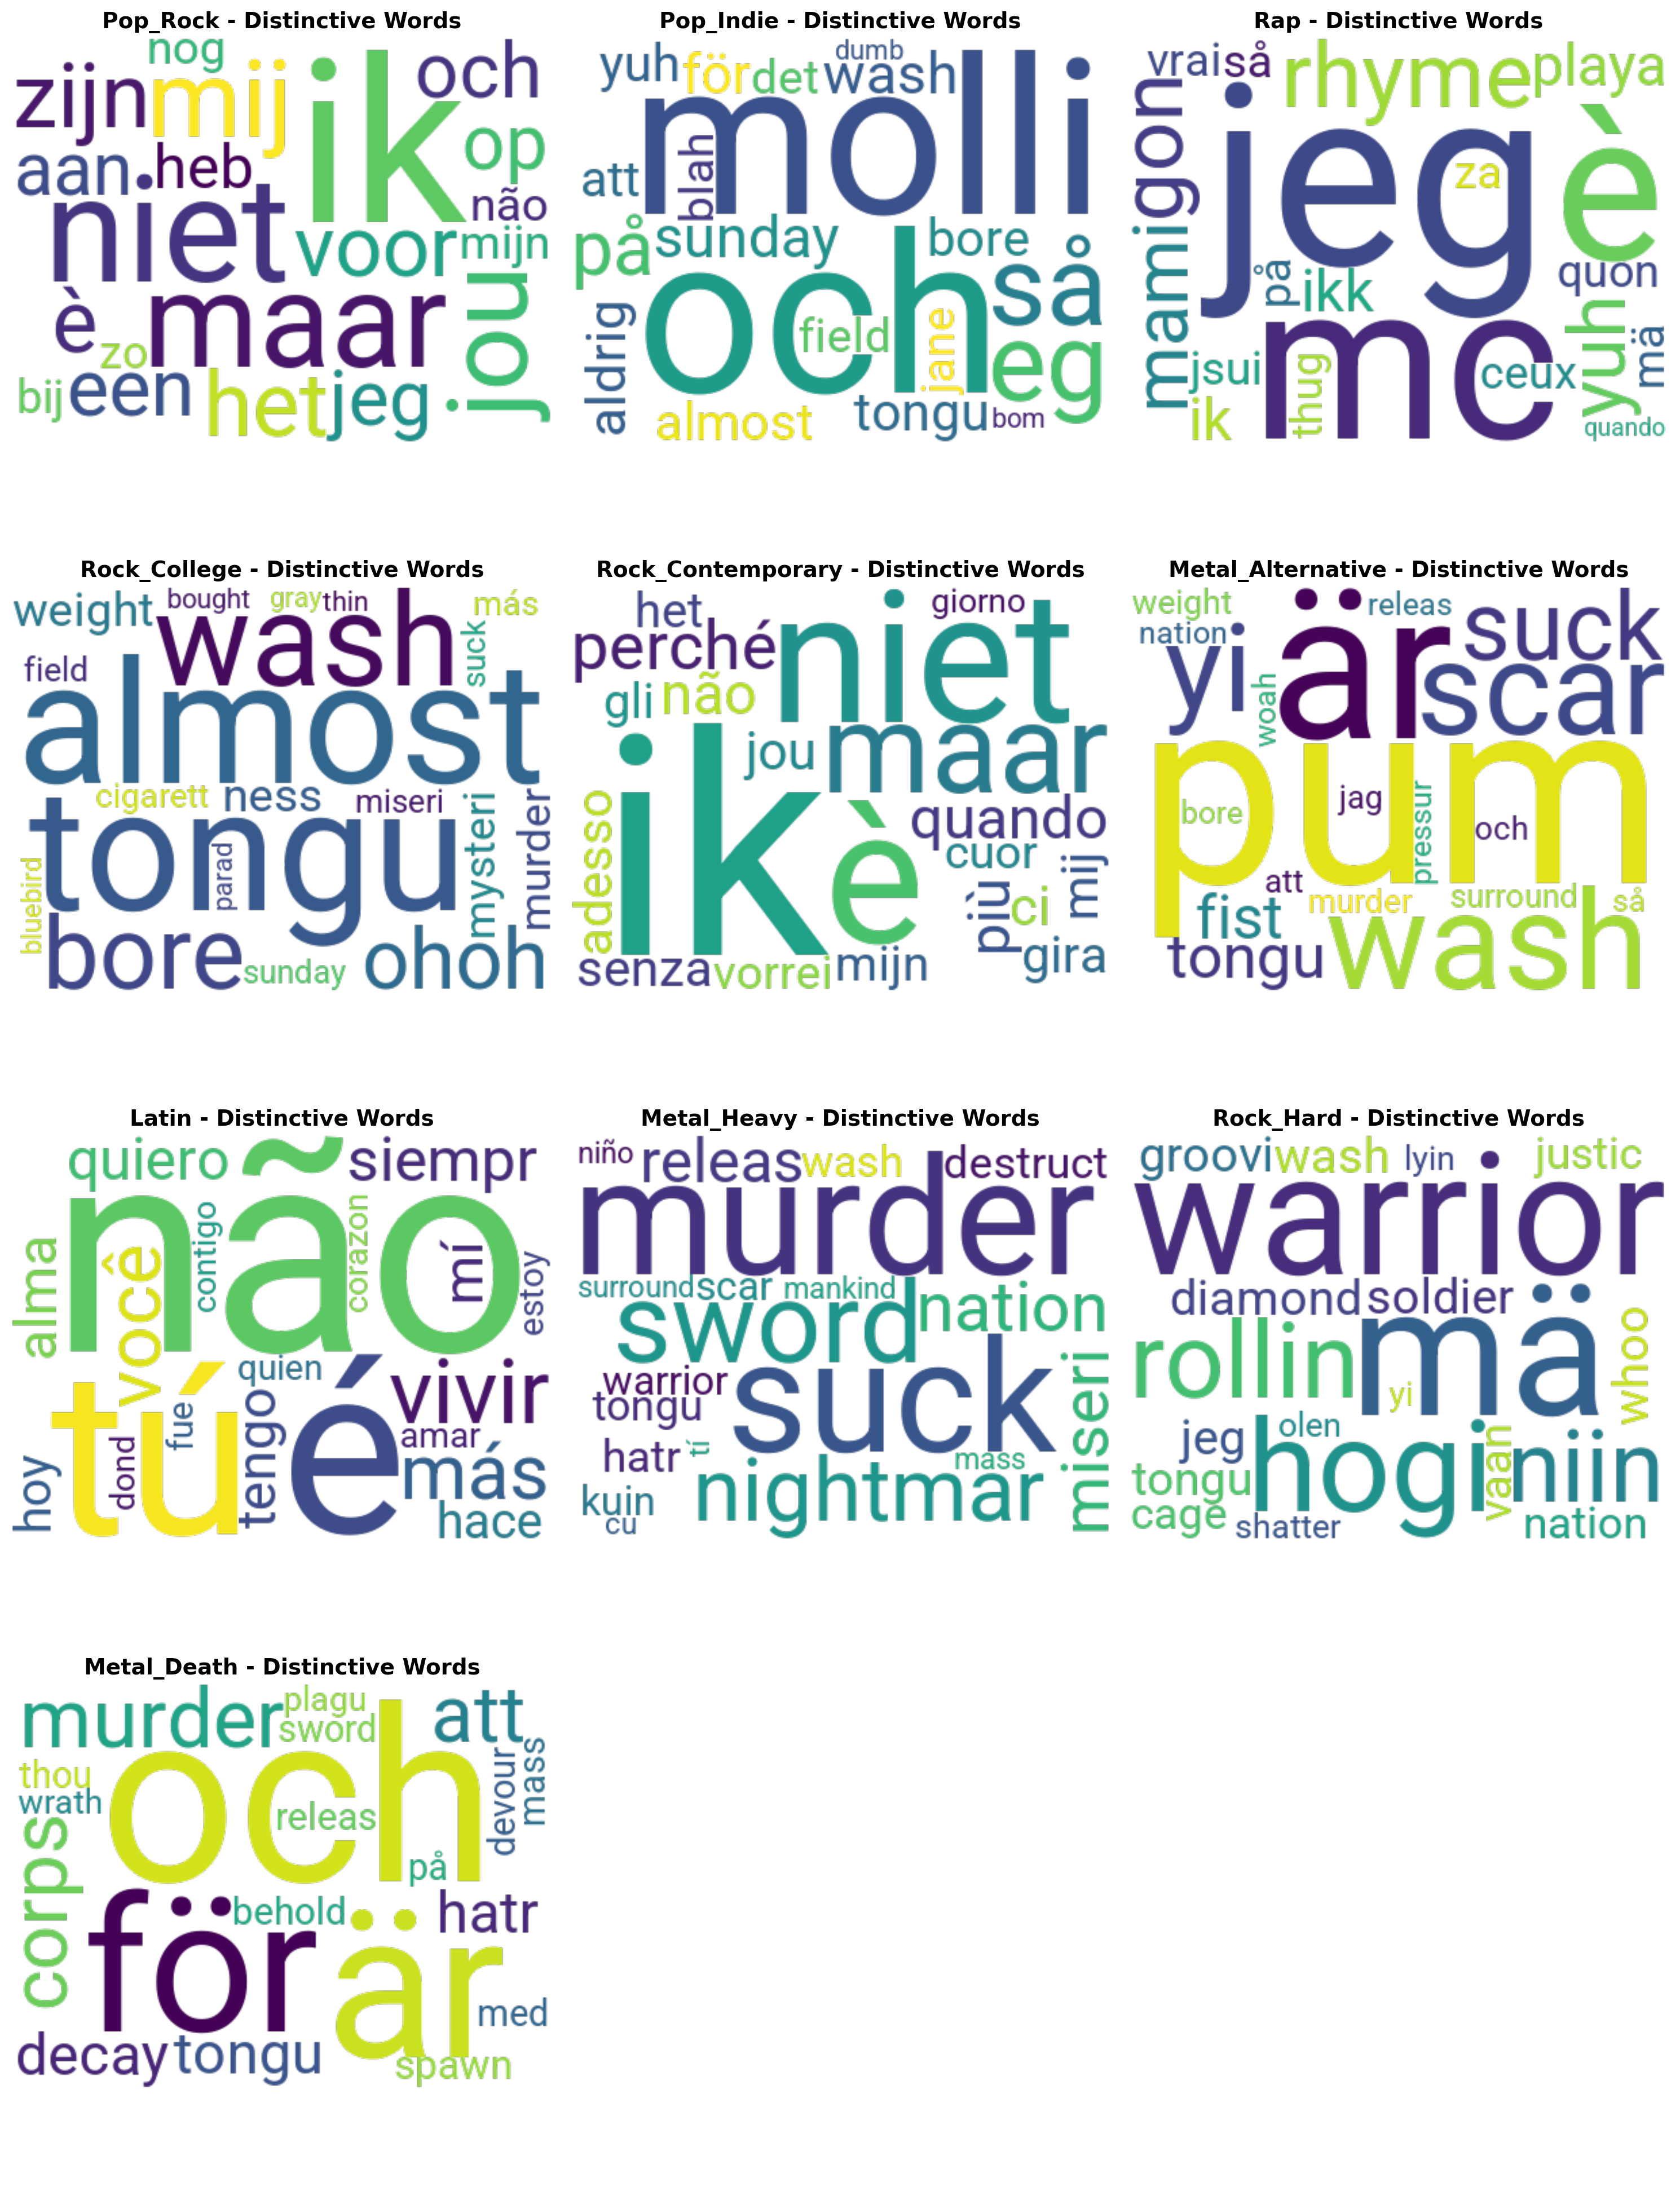 Pop_Rock - Distinctive Words
nog
och
zijn
mij
ik
op
aan
heb
não
niet
voor
mijn
è
maar
jou
zo
bij
een
het
jeg
Pop_Indie - Distinctive Words
dumb
yuh
för
det
wash
molli
att
blah
på
sunday
bore
och
så
aldrig
field
jane
eg
almost
tongu
bom
Rap - Distinctive Words
vrai
så
rhyme
playa
migon
jeg
za
è
på
ikk
quon
mami
mc
yuh
mä
jsui
thug
ceux
ik
quando
Rock_College - Distinctive Words
weight
bought
gray
thin
más
wash
suck
field
almost
cigarett
ness
miseri
tongu
parad
mysteri
murder
bluebird
bore
sunday
ohoh
Rock_Contemporary - Distinctive Words
het
giorno
perché
niet
gli
não
jou
maar
ik
è
adesso
quando
cuor
più
ci
mij
gira
senza
vorrei
mijn
Metal_Alternative - Distinctive Words
weight
releas
nation
är
suck
yi
woah
scar
pum
bore
jag
pressur
och
att
murder
surround
så
fist
tongu
wash
Latin - Distinctive Words
quiero
siempr
não
alma
você
contigo
corazon
mí
estoy
quien
tú
vivir
fue
é
amar
hoy
dond
tengo
más
hace
Metal_Heavy - Distinctive Words
niño
releas
wash
destruct
murder
surround
scar
mankind
sword
nation
warrior
tongu
suck
miseri
hatr
tí
mass
nightmar
kuin
cu
Rock_Hard - Distinctive Words
groovi
wash
lyin
justic
warrior
diamond
soldier
rollin
mä
whoo
yi
jeg
olen
hogi
vaan
niin
tongu
cage
shatter
nation
Metal_Death - Distinctive Words
murder
plagu
sword
att
och
thou
wrath
releas
devour
mass
corps
på
för
behold
hatr
är
med
decay
tongu
spawn